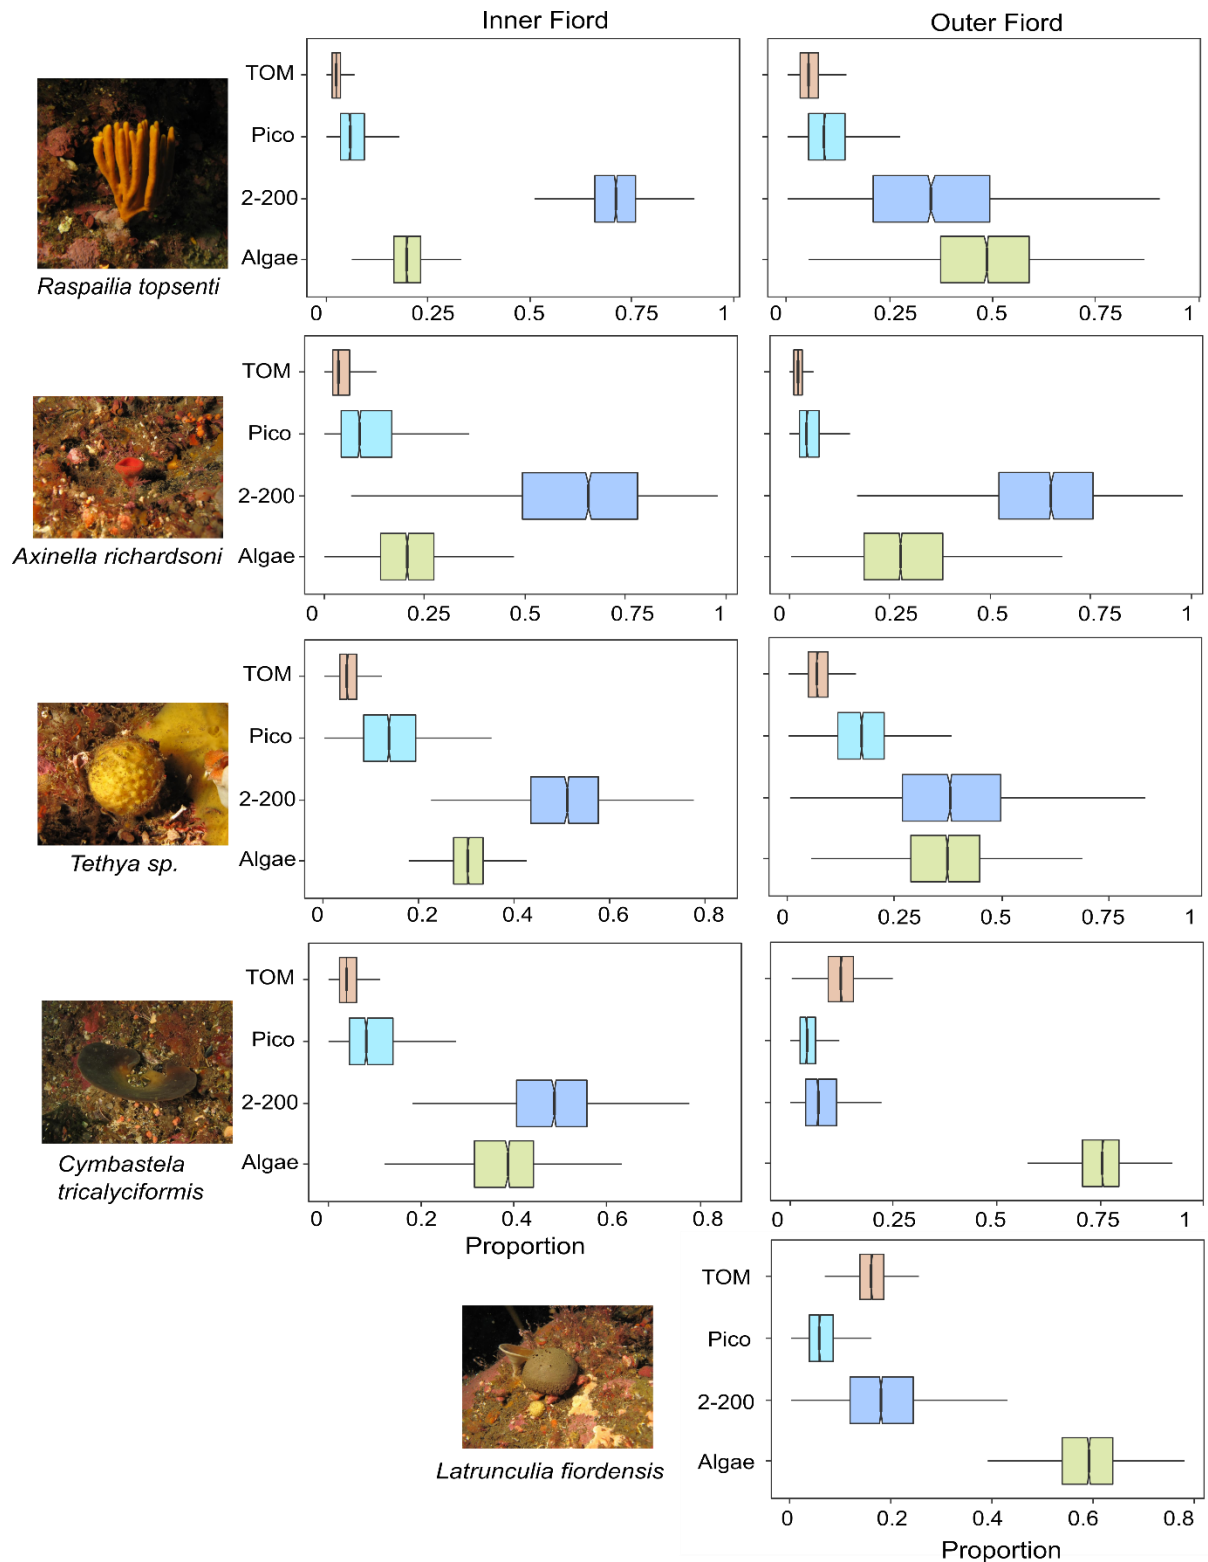 Inner Fiord
Outer Fiord
TOM
Pico
2-200
Algae
Raspailia topsenti
0 0.25 0.5 0.75 1
0 0.25 0.5 0.75 1
TOM
Pico
2-200
Algae
Axinella richardsoni
0 0.25 0.5 0.75 1
0 0.25 0.5 0.75 1
TOM
Pico
2-200
Algae
Tethya sp.
0 0.2 0.4 0.6 0.8
0 0.25 0.5 0.75 1
TOM
Pico
2-200
Algae
Cymbastela
tricalyciformis
0 0.2 0.4 0.6 0.8
0 0.25 0.5 0.75 1
Proportion
TOM
Pico
2-200
Algae
Latrunculia fiordensis
0 0.2 0.4 0.6 0.8
Proportion